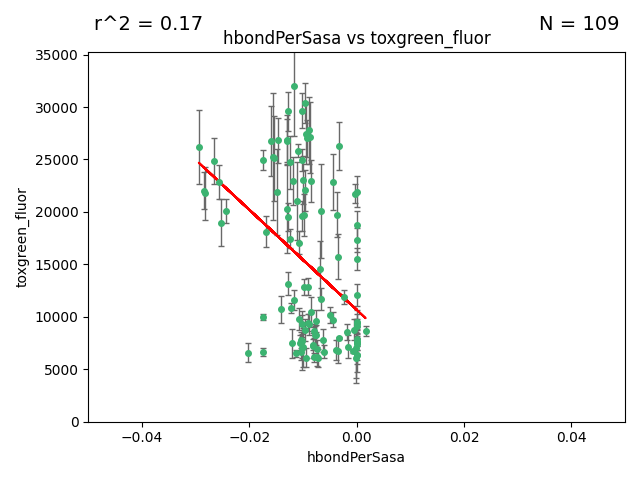 r^2 = 0.17
N = 109
hbondPerSasa vs toxgreen_fluor
35000
30000
25000
20000
15000
10000
5000
0
toxgreen_fluor
−0.04
−0.02
0.00
0.02
0.04
hbondPerSasa